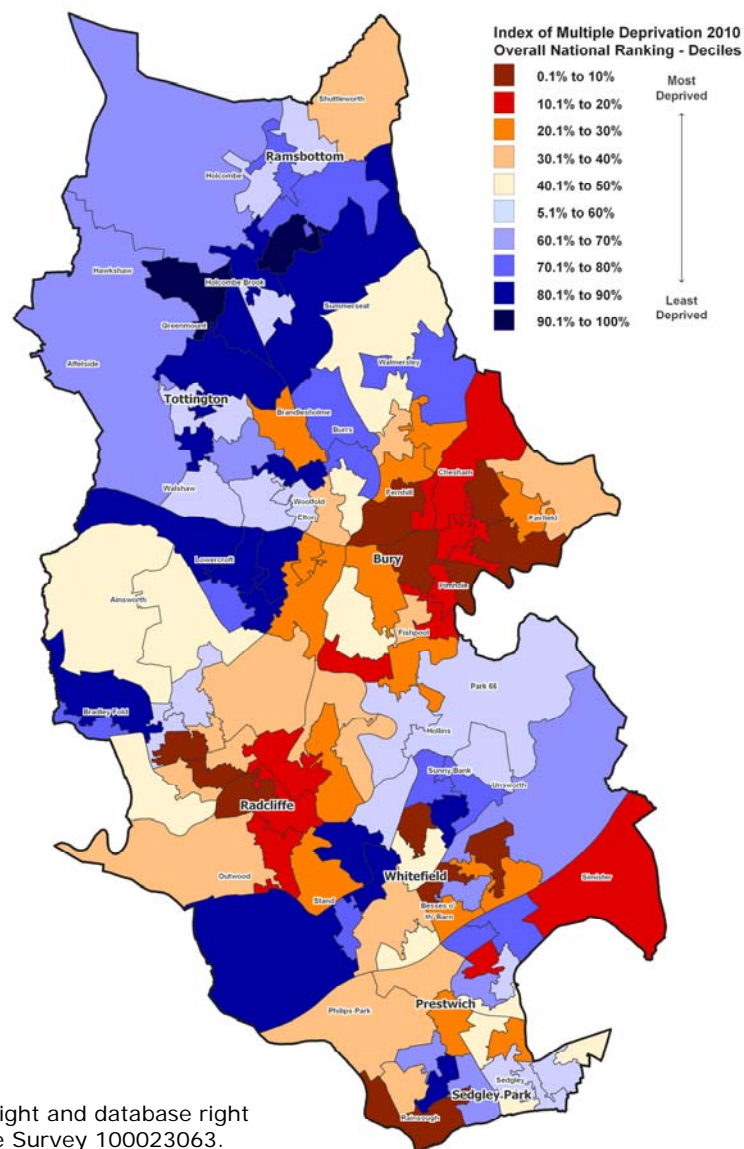 Index of Multiple Deprivation 2010
Overall National Ranking - Deciles
0.1% to 10%
10.1% to 20%
20.1% to 30%
30.1% to 40%
40.1% to 50%
5.1% to 60%
60.1% to 70%
70.1% to 80%
80.1% to 90%
90.1% to 100%
Most
Deprived
Least
Deprived
Shuttleworth
Ramsbottom
Holcombe
Hawkshaw
Holcombe Brook
Summerseat
Greenmount
Affetside
Walmersley
Tottington
Brandlesholme
Burrs
Chesham
Walshaw
Woolfold
Elton
Fernhill
Fairfield
Lowercroft
Bury
Pimhole
Ainsworth
Fishpool
Park 66
Bradley Fold
Hollins
Sunny Bank
Unsworth
Radcliffe
Outwood
Whitefield
Simister
Stand
Besses o'
th' Barn
Philips Park
Prestwich
Sedgley
Sedgley Park
Rainsough
ight and database right
e Survey 100023063.